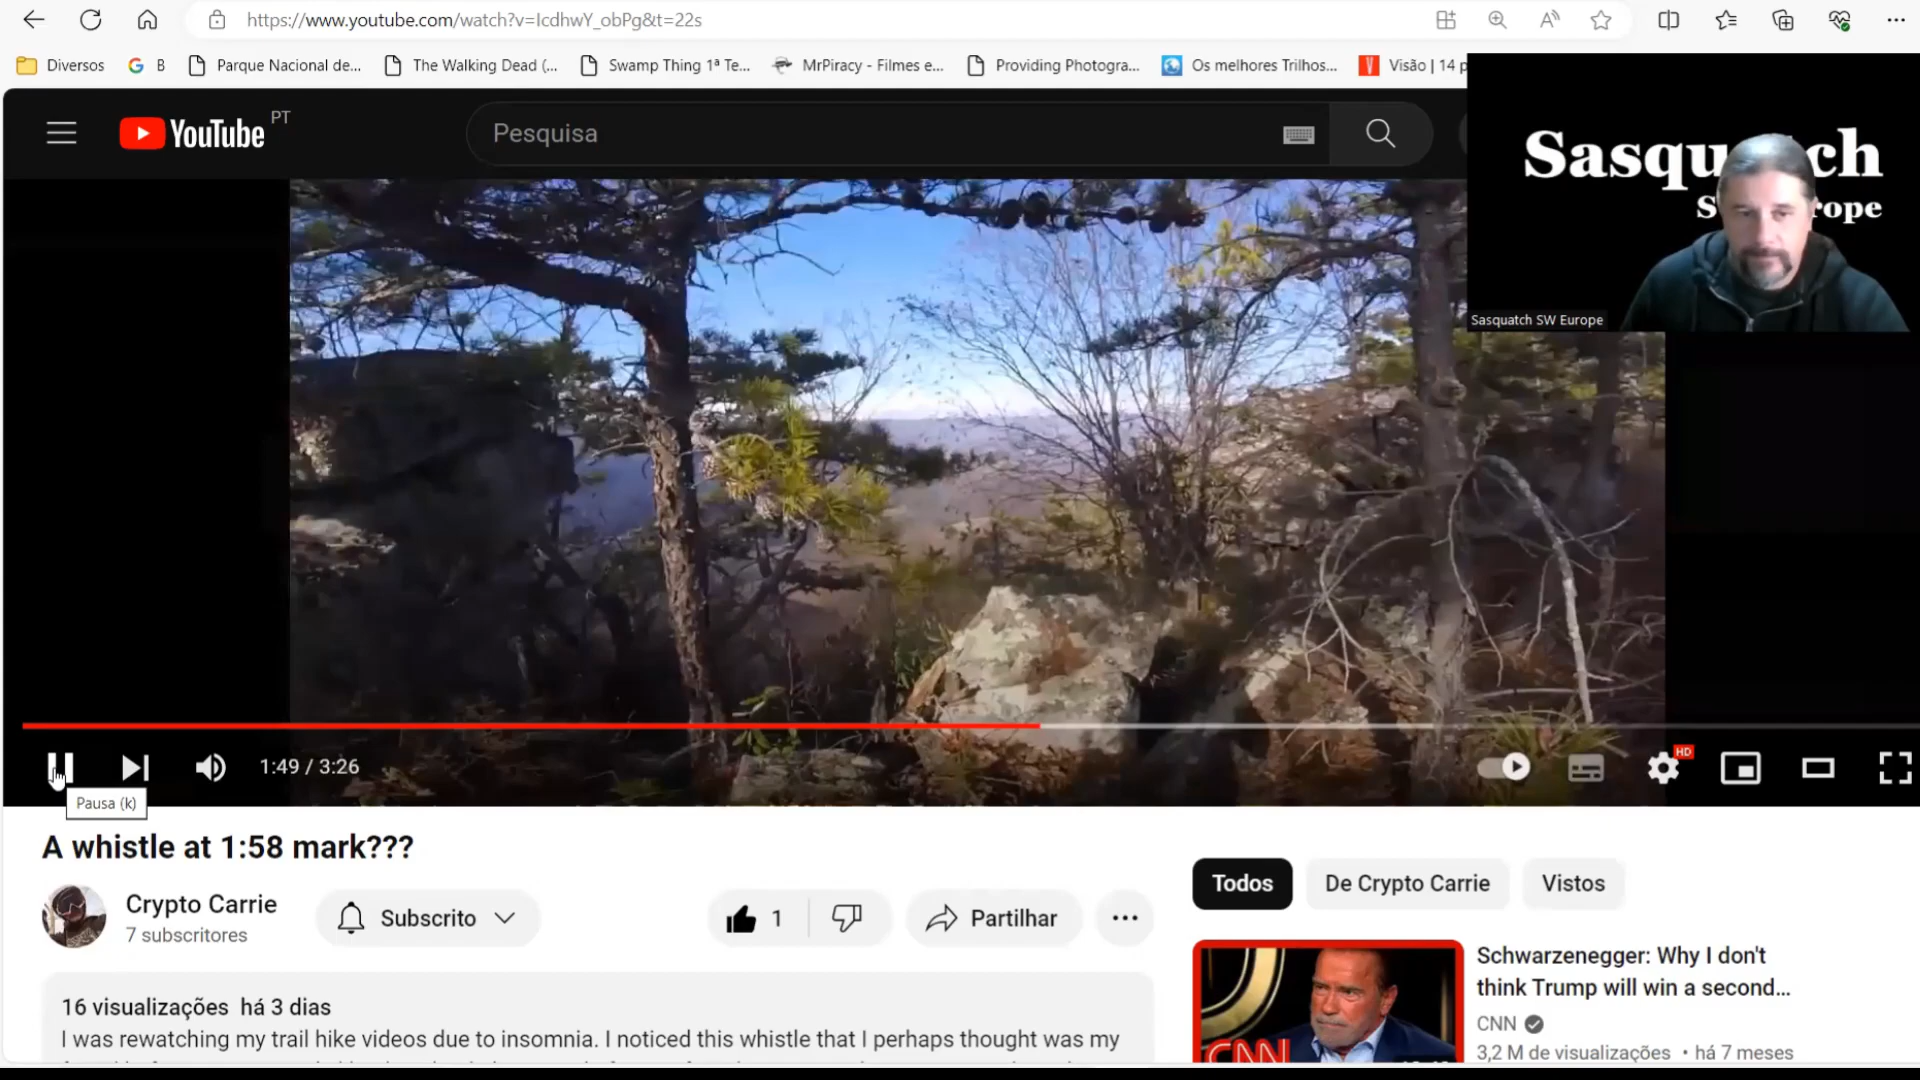 https://www.youtube.com/watch?v=IcdhwY_obPg&t=22s
Diversos
B
Parque Nacional de...
The Walking Dead (...
Swamp Thing 1ª Te...
MrPiracy - Filmes e...
Providing Photogra...
Os melhores Trilhos...
Visão | 14 p
YouTube PT
Pesquisa
Sasquatch SW Europe
1:49 / 3:26
HD
Pausa (k)
A whistle at 1:58 mark???
Crypto Carrie
7 subscritores
Subscrito
1
Partilhar
16 visualizações há 3 dias
I was rewatching my trail hike videos due to insomnia. I noticed this whistle that I perhaps thought was my
Todos
De Crypto Carrie
Vistos
Schwarzenegger: Why I don't
think Trump will win a second...
CNN
3,2 M de visualizações • há 7 meses
CNN